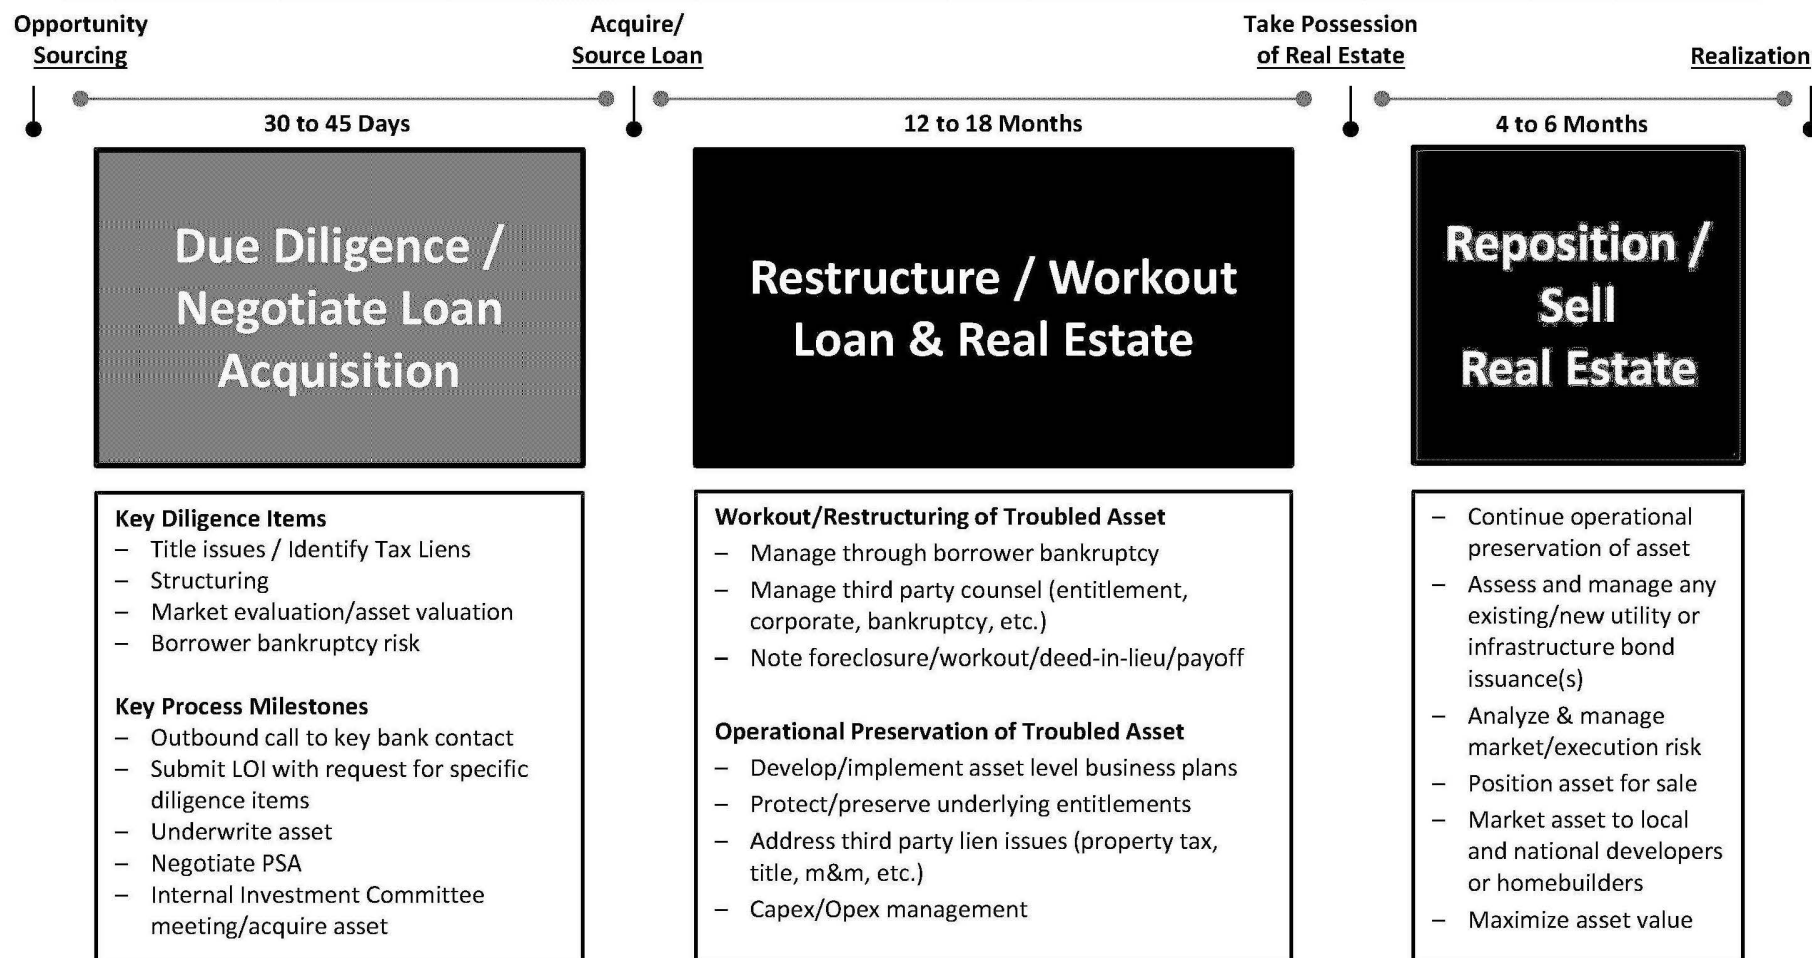 Opportunity
Sourcing
Acquire/
Source Loan
Take Possession
of Real Estate
Realization
30 to 45 Days
12 to 18 Months
4 to 6 Months
Due Diligence /
Negotiate Loan
Acquisition
Restructure / Workout
Loan & Real Estate
Reposition /
Sell
Real Estate
Key Diligence Items
– Title issues / Identify Tax Liens
– Structuring
– Market evaluation/asset valuation
– Borrower bankruptcy risk
Key Process Milestones
– Outbound call to key bank contact
– Submit LOI with request for specific
diligence items
– Underwrite asset
– Negotiate PSA
– Internal Investment Committee
meeting/acquire asset
Workout/Restructuring of Troubled Asset
– Manage through borrower bankruptcy
– Manage third party counsel (entitlement,
corporate, bankruptcy, etc.)
– Note foreclosure/workout/deed-in-lieu/payoff
Operational Preservation of Troubled Asset
– Develop/implement asset level business plans
– Protect/preserve underlying entitlements
– Address third party lien issues (property tax,
title, m&m, etc.)
– Capex/Opex management
– Continue operational
preservation of asset
– Assess and manage any
existing/new utility or
infrastructure bond
issuance(s)
– Analyze & manage
market/execution risk
– Position asset for sale
– Market asset to local
and national developers
or homebuilders
– Maximize asset value